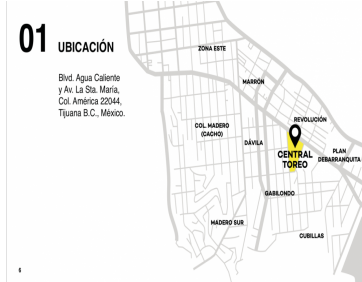 01 UBICACIÓN
Blvd. Agua Caliente
y Av. La Sta. María,
Col. América 22044,
Tijuana B.C., México.
ZONA ESTE
MARRÓN
REVOLUCIÓN
COL. MADERO
(CACHO)
DÁVILA
CENTRAL
TOREO
PLAN
DEBARRANQUITA
GABILONDO
MADERO SUR
CUBILLAS
6